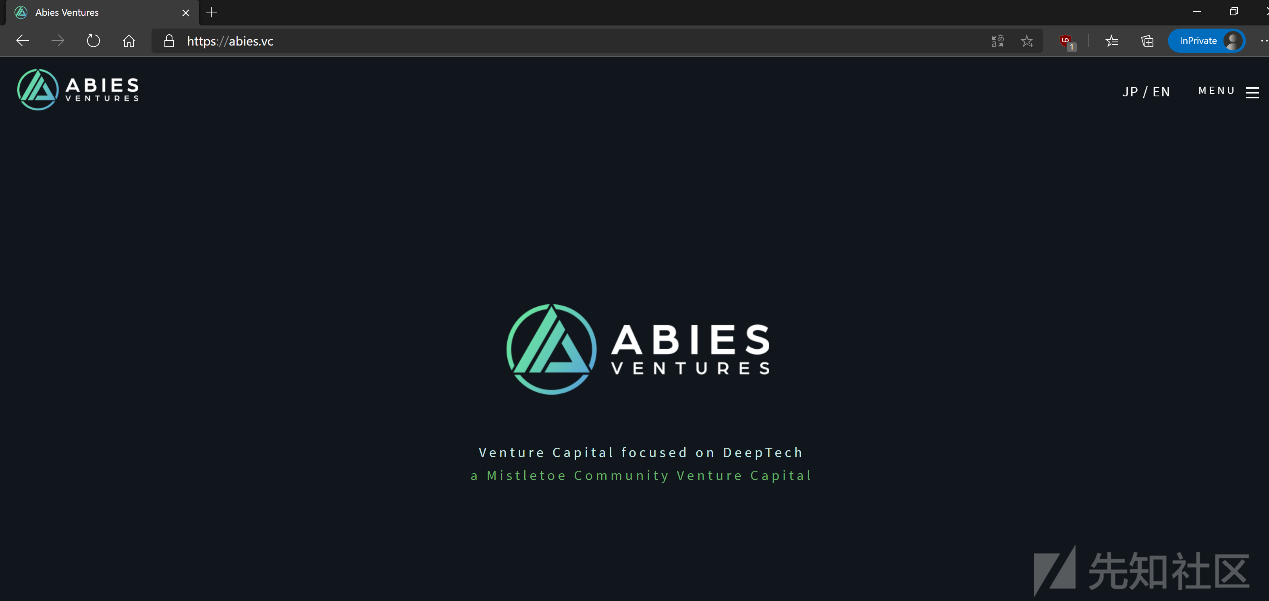 Abies Ventures
https://abies.vc
1
InPrivate
ABIES
VENTURES
JP / EN
MENU
ABIES
VENTURES
Venture Capital focused on DeepTech
a Mistletoe Community Venture Capital
先知社区